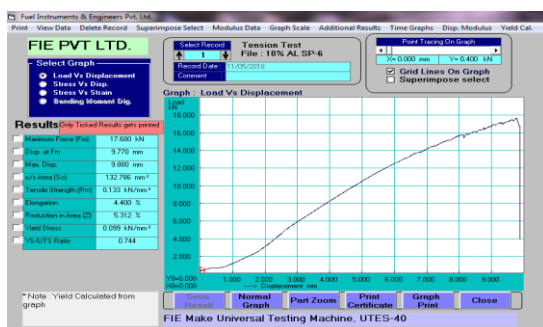 Fuel Instruments & Engineers Pvt. Ltd.
Print View Data Delete Record Superimpose Select Modulus Data Graph Scale Additional Results Time Graphs Disp. Modulus Yield Cal.
FIE PVT LTD.
Select Graph
Load Vs Displacement
Stress Vs Disp.
Stress Vs Strain
Bending Moment Dig.
Select Record
1
Tension Test
File : 10% AL SP-6
Record Date : 11/05/2018
Comment :
Point Tracing On Graph
X= 0.000 mm Y= 0.400 kN
Grid Lines On Graph
Superimpose select
Graph : Load Vs Displacement
Results Only Ticked Results gets printed
Maximum Force (Fm) 17.680 kN
Disp. at Fm 9.770 mm
Max. Disp. 9.880 mm
c/s Area (So) 132.786 mm²
Tensile Strength (Rm) 0.133 kN/mm²
Elongation 4.400 %
Reduction in Area (Z) 5.312 %
Yield Stress 0.099 kN/mm²
YS/UTS Ratio 0.744
Load
kN
18.000
16.000
14.000
12.000
10.000
8.000
6.000
4.000
2.000
Y0=0.000
X0=0.000
1.000 2.000 3.000 4.000 5.000 6.000 7.000 8.000 9.000
---> Displacement mm
* Note : Yield Calculated from
graph
Save Result
Normal Graph
Part Zoom
Print Certificate
Graph Print
Close
FIE Make Universal Testing Machine, UTES-40